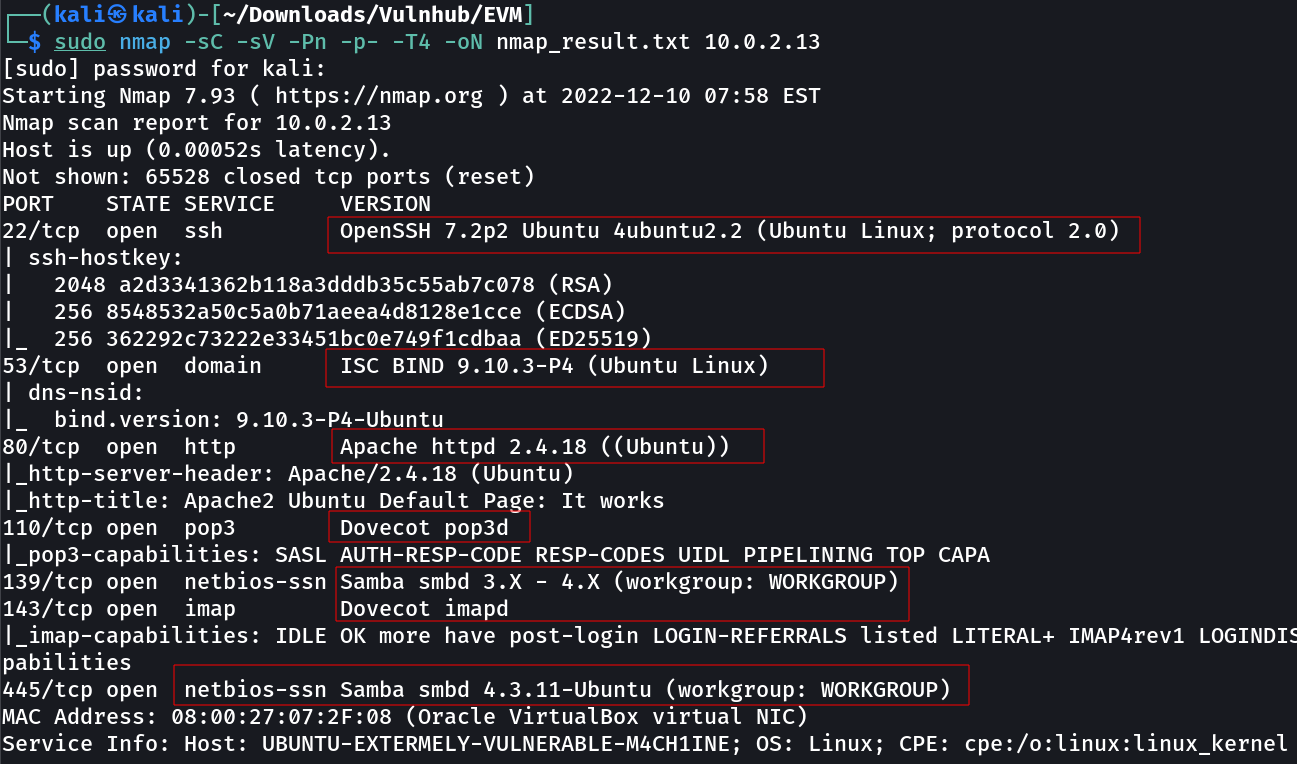 ┌──(kali㉿kali)-[~/Downloads/Vulnhub/EVM]
└─$ sudo nmap -sC -sV -Pn -p- -T4 -oN nmap_result.txt 10.0.2.13
[sudo] password for kali:
Starting Nmap 7.93 ( https://nmap.org ) at 2022-12-10 07:58 EST
Nmap scan report for 10.0.2.13
Host is up (0.00052s latency).
Not shown: 65528 closed tcp ports (reset)
PORT    STATE SERVICE     VERSION
22/tcp  open  ssh         OpenSSH 7.2p2 Ubuntu 4ubuntu2.2 (Ubuntu Linux; protocol 2.0)
| ssh-hostkey:
|   2048 a2d3341362b118a3dddb35c55ab7c078 (RSA)
|   256 8548532a50c5a0b71aeea4d8128e1cce (ECDSA)
|_  256 362292c73222e33451bc0e749f1cdbaa (ED25519)
53/tcp  open  domain      ISC BIND 9.10.3-P4 (Ubuntu Linux)
| dns-nsid:
|_  bind.version: 9.10.3-P4-Ubuntu
80/tcp  open  http        Apache httpd 2.4.18 ((Ubuntu))
|_http-server-header: Apache/2.4.18 (Ubuntu)
|_http-title: Apache2 Ubuntu Default Page: It works
110/tcp open  pop3        Dovecot pop3d
|_pop3-capabilities: SASL AUTH-RESP-CODE RESP-CODES UIDL PIPELINING TOP CAPA
139/tcp open  netbios-ssn Samba smbd 3.X - 4.X (workgroup: WORKGROUP)
143/tcp open  imap        Dovecot imapd
|_imap-capabilities: IDLE OK more have post-login LOGIN-REFERRALS listed LITERAL+ IMAP4rev1 LOGINDIS
pabilities
445/tcp open  netbios-ssn Samba smbd 4.3.11-Ubuntu (workgroup: WORKGROUP)
MAC Address: 08:00:27:07:2F:08 (Oracle VirtualBox virtual NIC)
Service Info: Host: UBUNTU-EXTERMELY-VULNERABLE-M4CH1INE; OS: Linux; CPE: cpe:/o:linux:linux_kernel